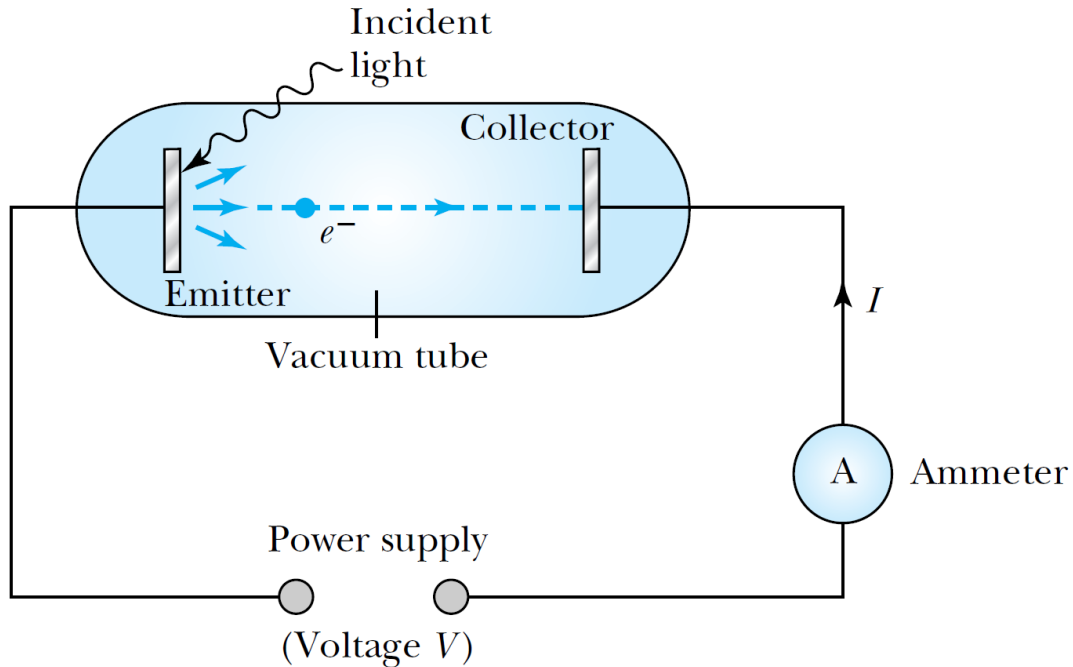 Incident
light
Collector
e⁻
Emitter
I
Vacuum tube
A
Ammeter
Power supply
(Voltage V)